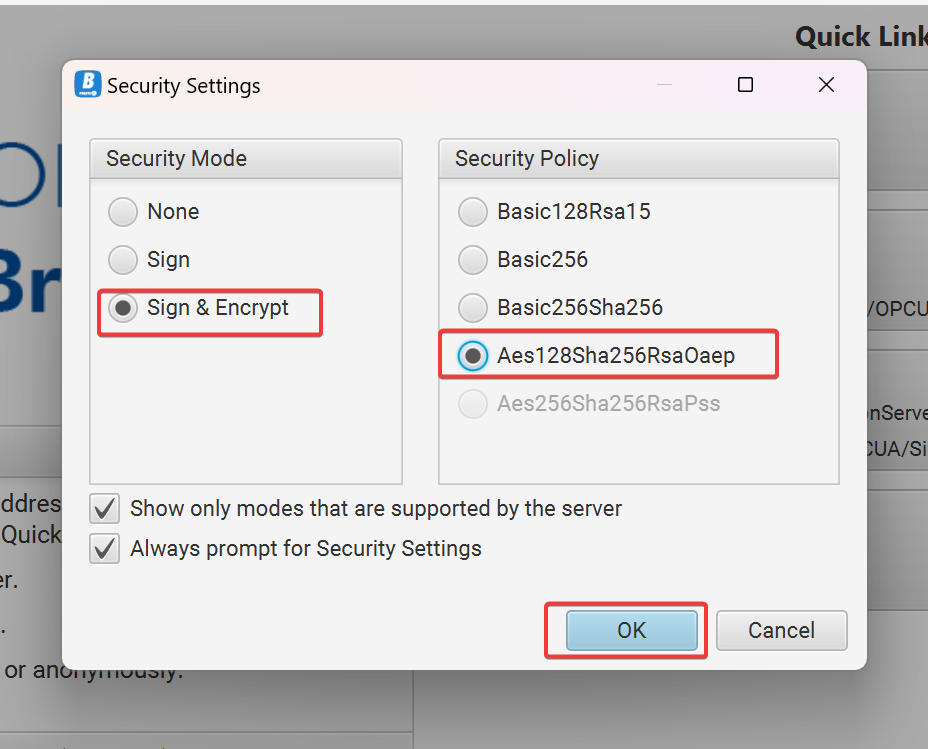 Quick Link
Security Settings
Security Mode
None
Sign
Sign & Encrypt
Security Policy
Basic128Rsa15
Basic256
Basic256Sha256
Aes128Sha256RsaOaep
Aes256Sha256RsaPss
Show only modes that are supported by the server
Always prompt for Security Settings
OK
Cancel
/OPCU
onServe
CUA/Si
ddres
Quick
er.
or anonymously.